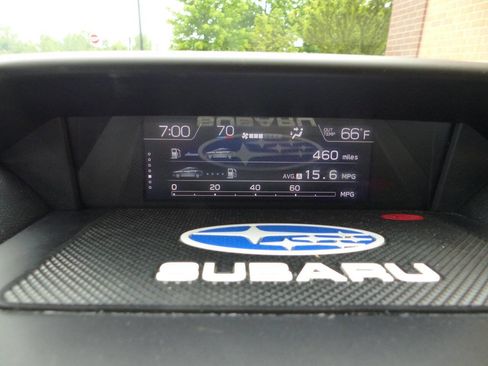 7:00 70 OUT TEMP 66°F
460 miles
AVG. A 15.6 MPG
0 20 40 60 MPG
SUBARU